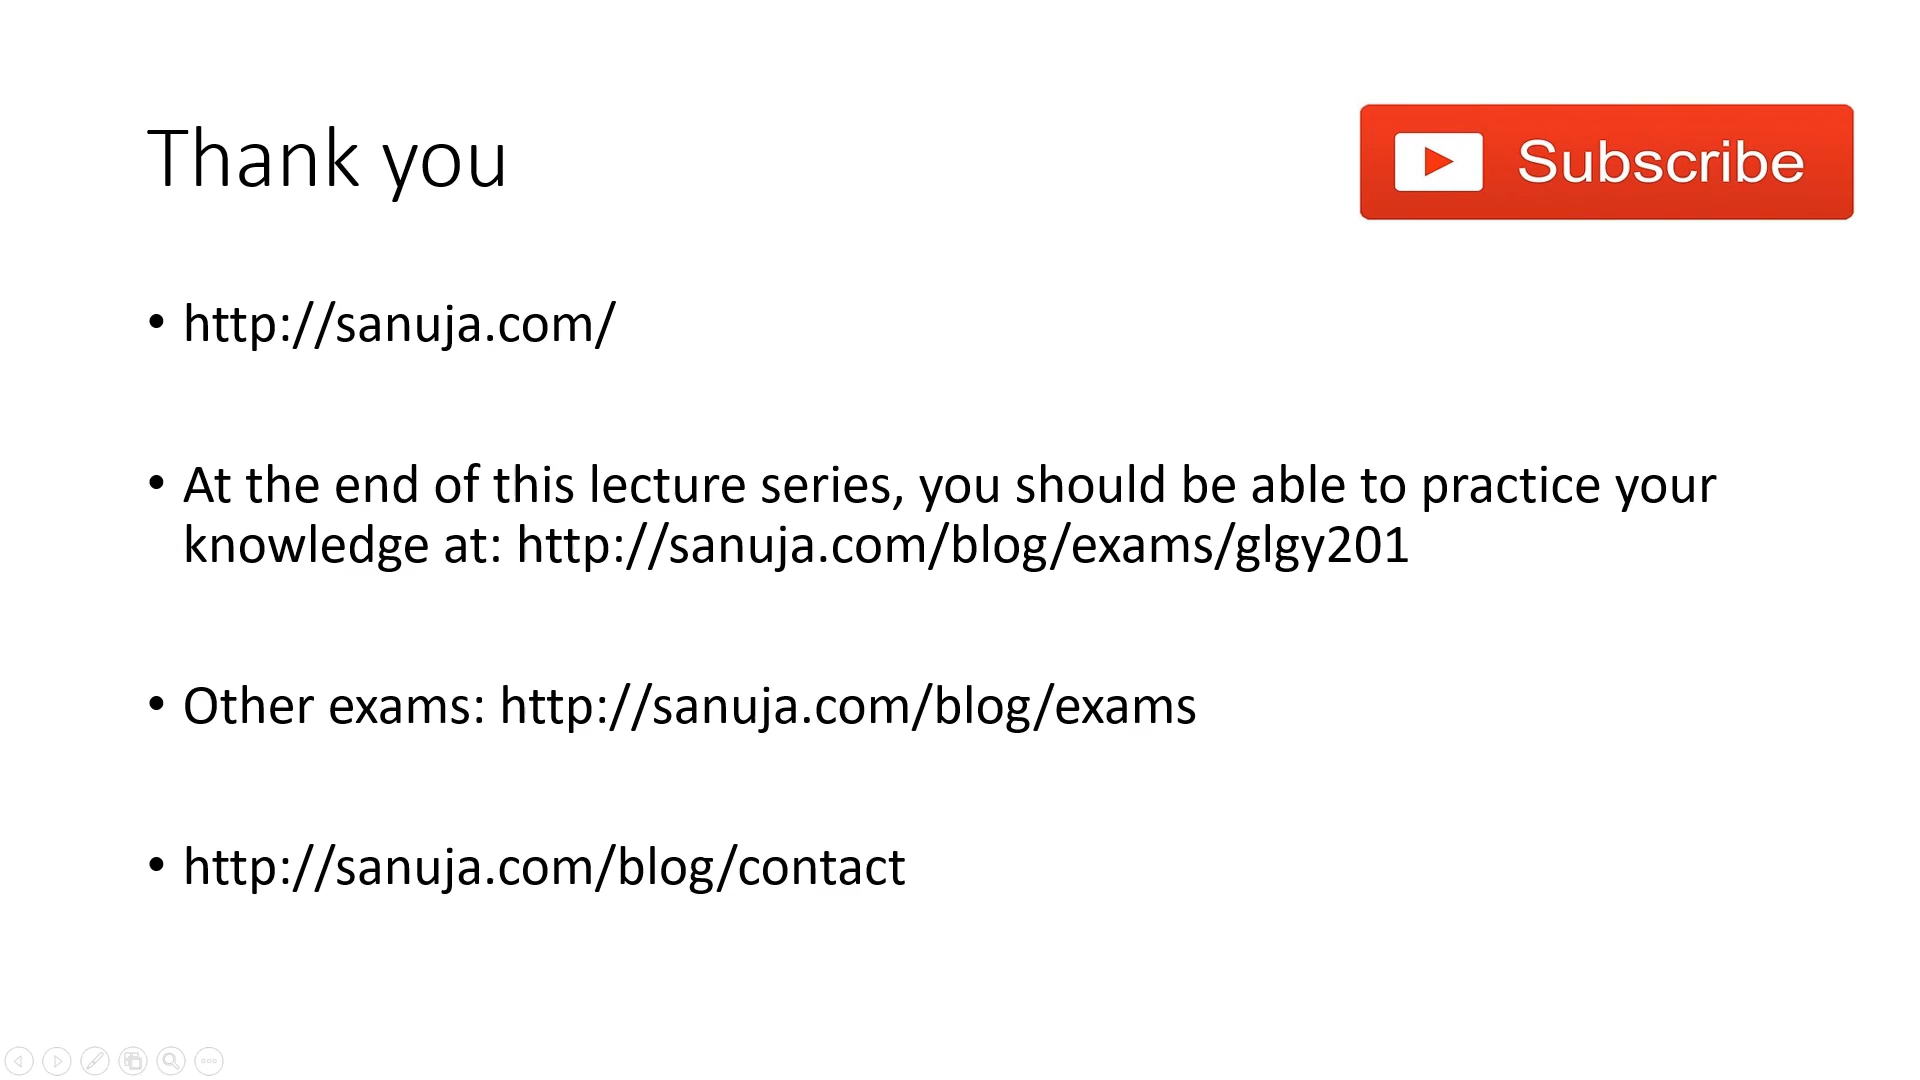 Thank you
Subscribe
• http://sanuja.com/
• At the end of this lecture series, you should be able to practice your
knowledge at: http://sanuja.com/blog/exams/glgy201
• Other exams: http://sanuja.com/blog/exams
• http://sanuja.com/blog/contact